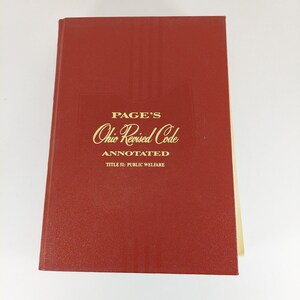 PAGE'S
Ohio Revised Code
ANNOTATED
TITLE 51: PUBLIC WELFARE